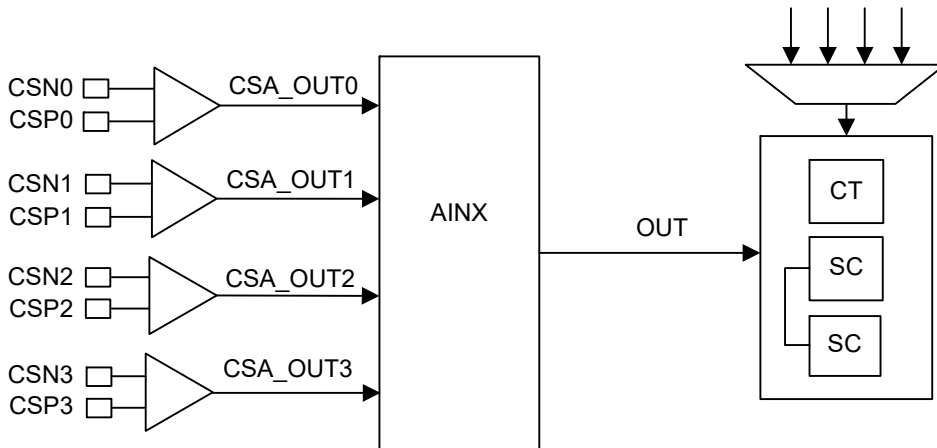 CSN0
CSP0
CSA_OUT0
CSN1
CSP1
CSA_OUT1
CSN2
CSP2
CSA_OUT2
CSN3
CSP3
CSA_OUT3
AINX
OUT
CT
SC
SC